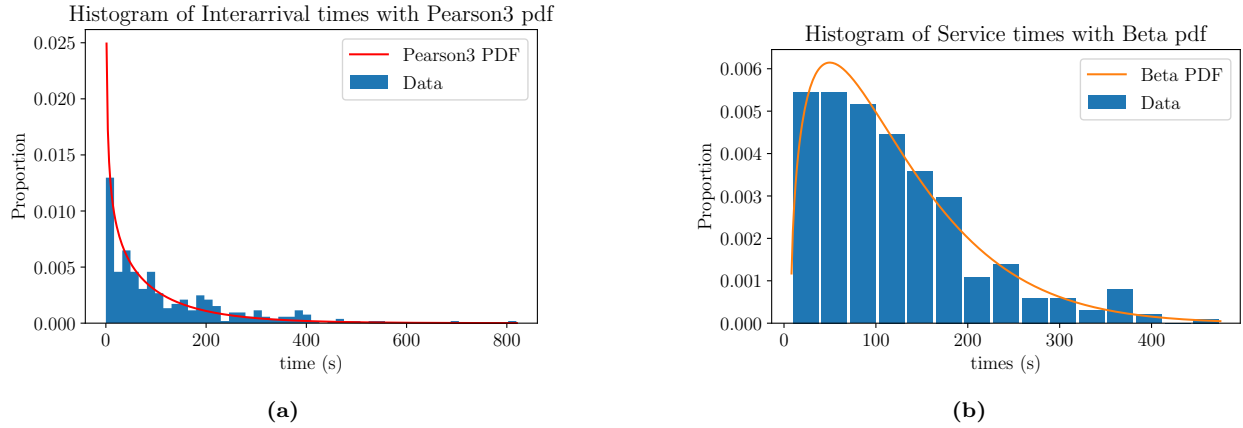 Histogram of Interarrival times with Pearson3 pdf
0.025
0.020
0.015
0.010
0.005
0.000
Proportion
Pearson3 PDF
Data
0
200
400
600
800
time (s)
(a)
Histogram of Service times with Beta pdf
0.006
0.005
0.004
0.003
0.002
0.001
0.000
Proportion
Beta PDF
Data
0
100
200
300
400
times (s)
(b)